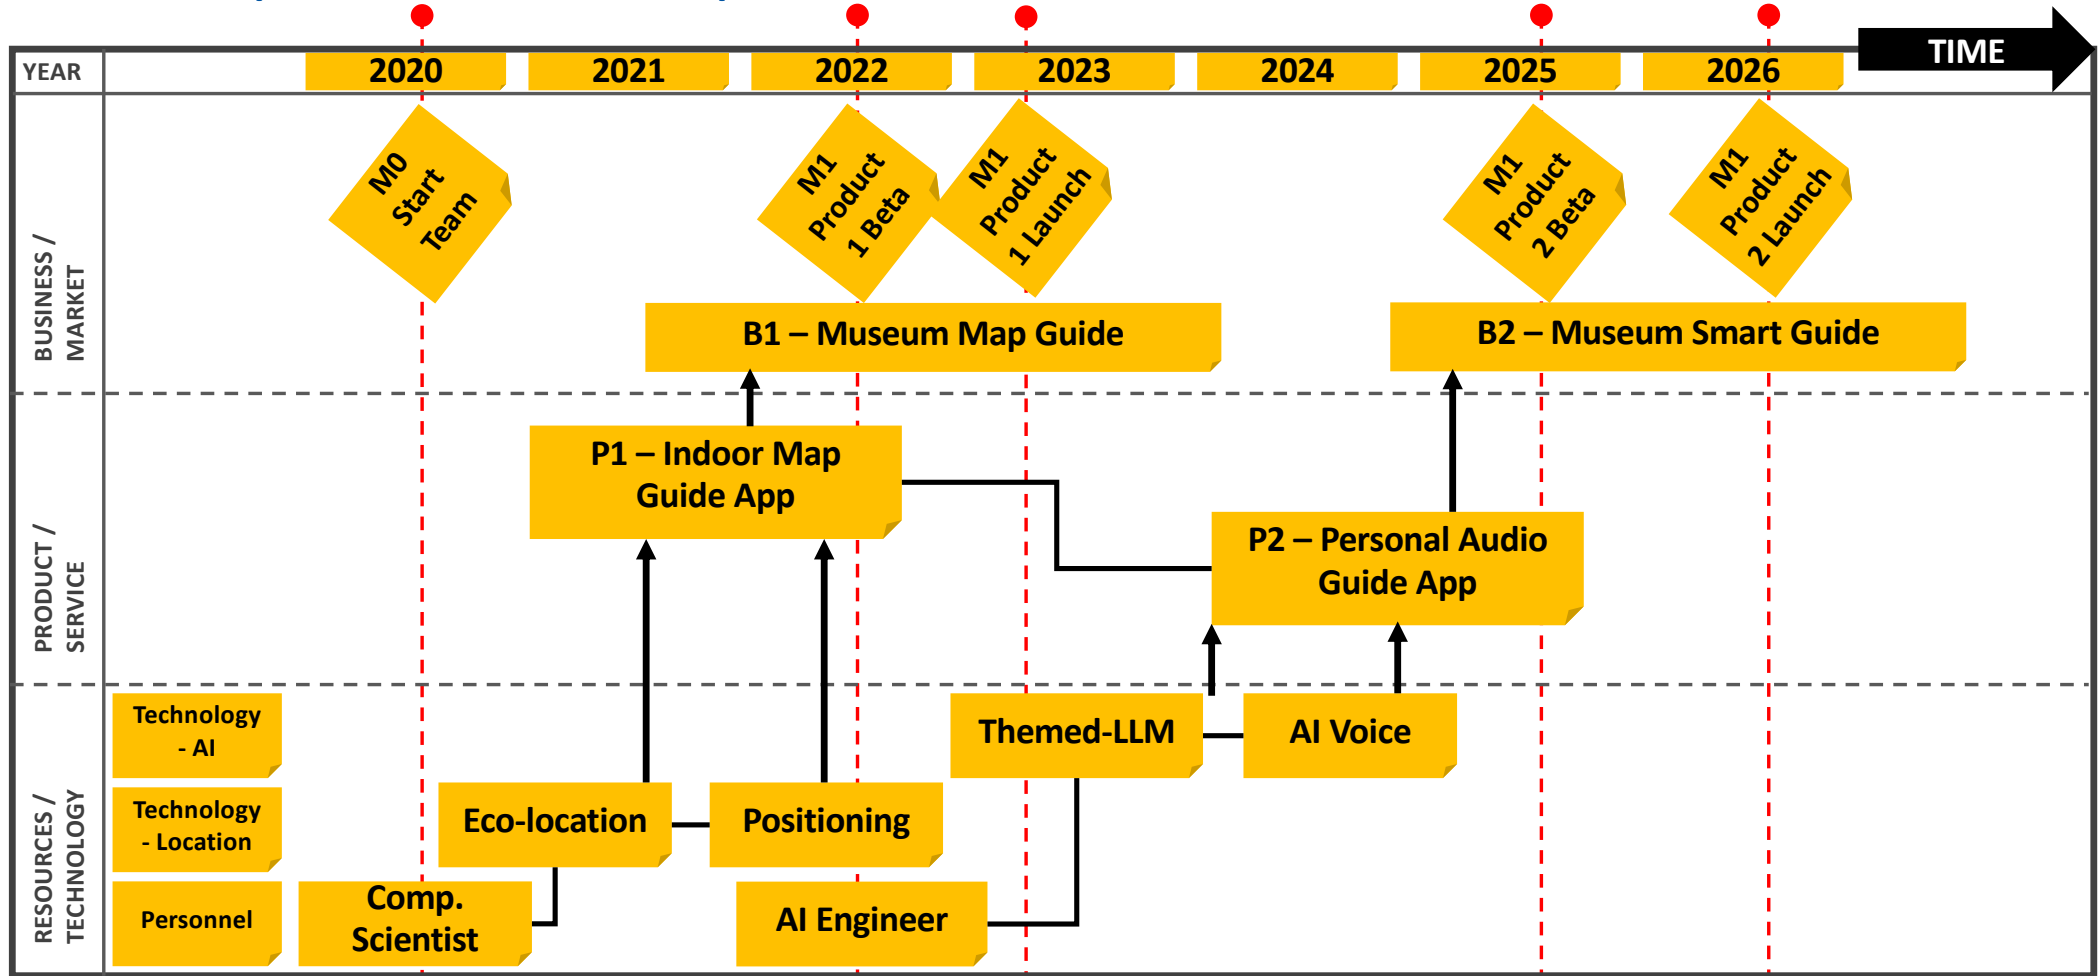 TIME
YEAR
2020
2021
2022
2023
2024
2025
2026
BUSINESS /
MARKET
M0
Start
Team
M1
Product
1 Beta
M1
Product
1 Launch
M1
Product
2 Beta
M1
Product
2 Launch
B1 – Museum Map Guide
B2 – Museum Smart Guide
PRODUCT /
SERVICE
P1 – Indoor Map
Guide App
P2 – Personal Audio
Guide App
RESOURCES /
TECHNOLOGY
Technology
- AI
Themed-LLM
AI Voice
Technology
- Location
Eco-location
Positioning
Personnel
Comp.
Scientist
AI Engineer